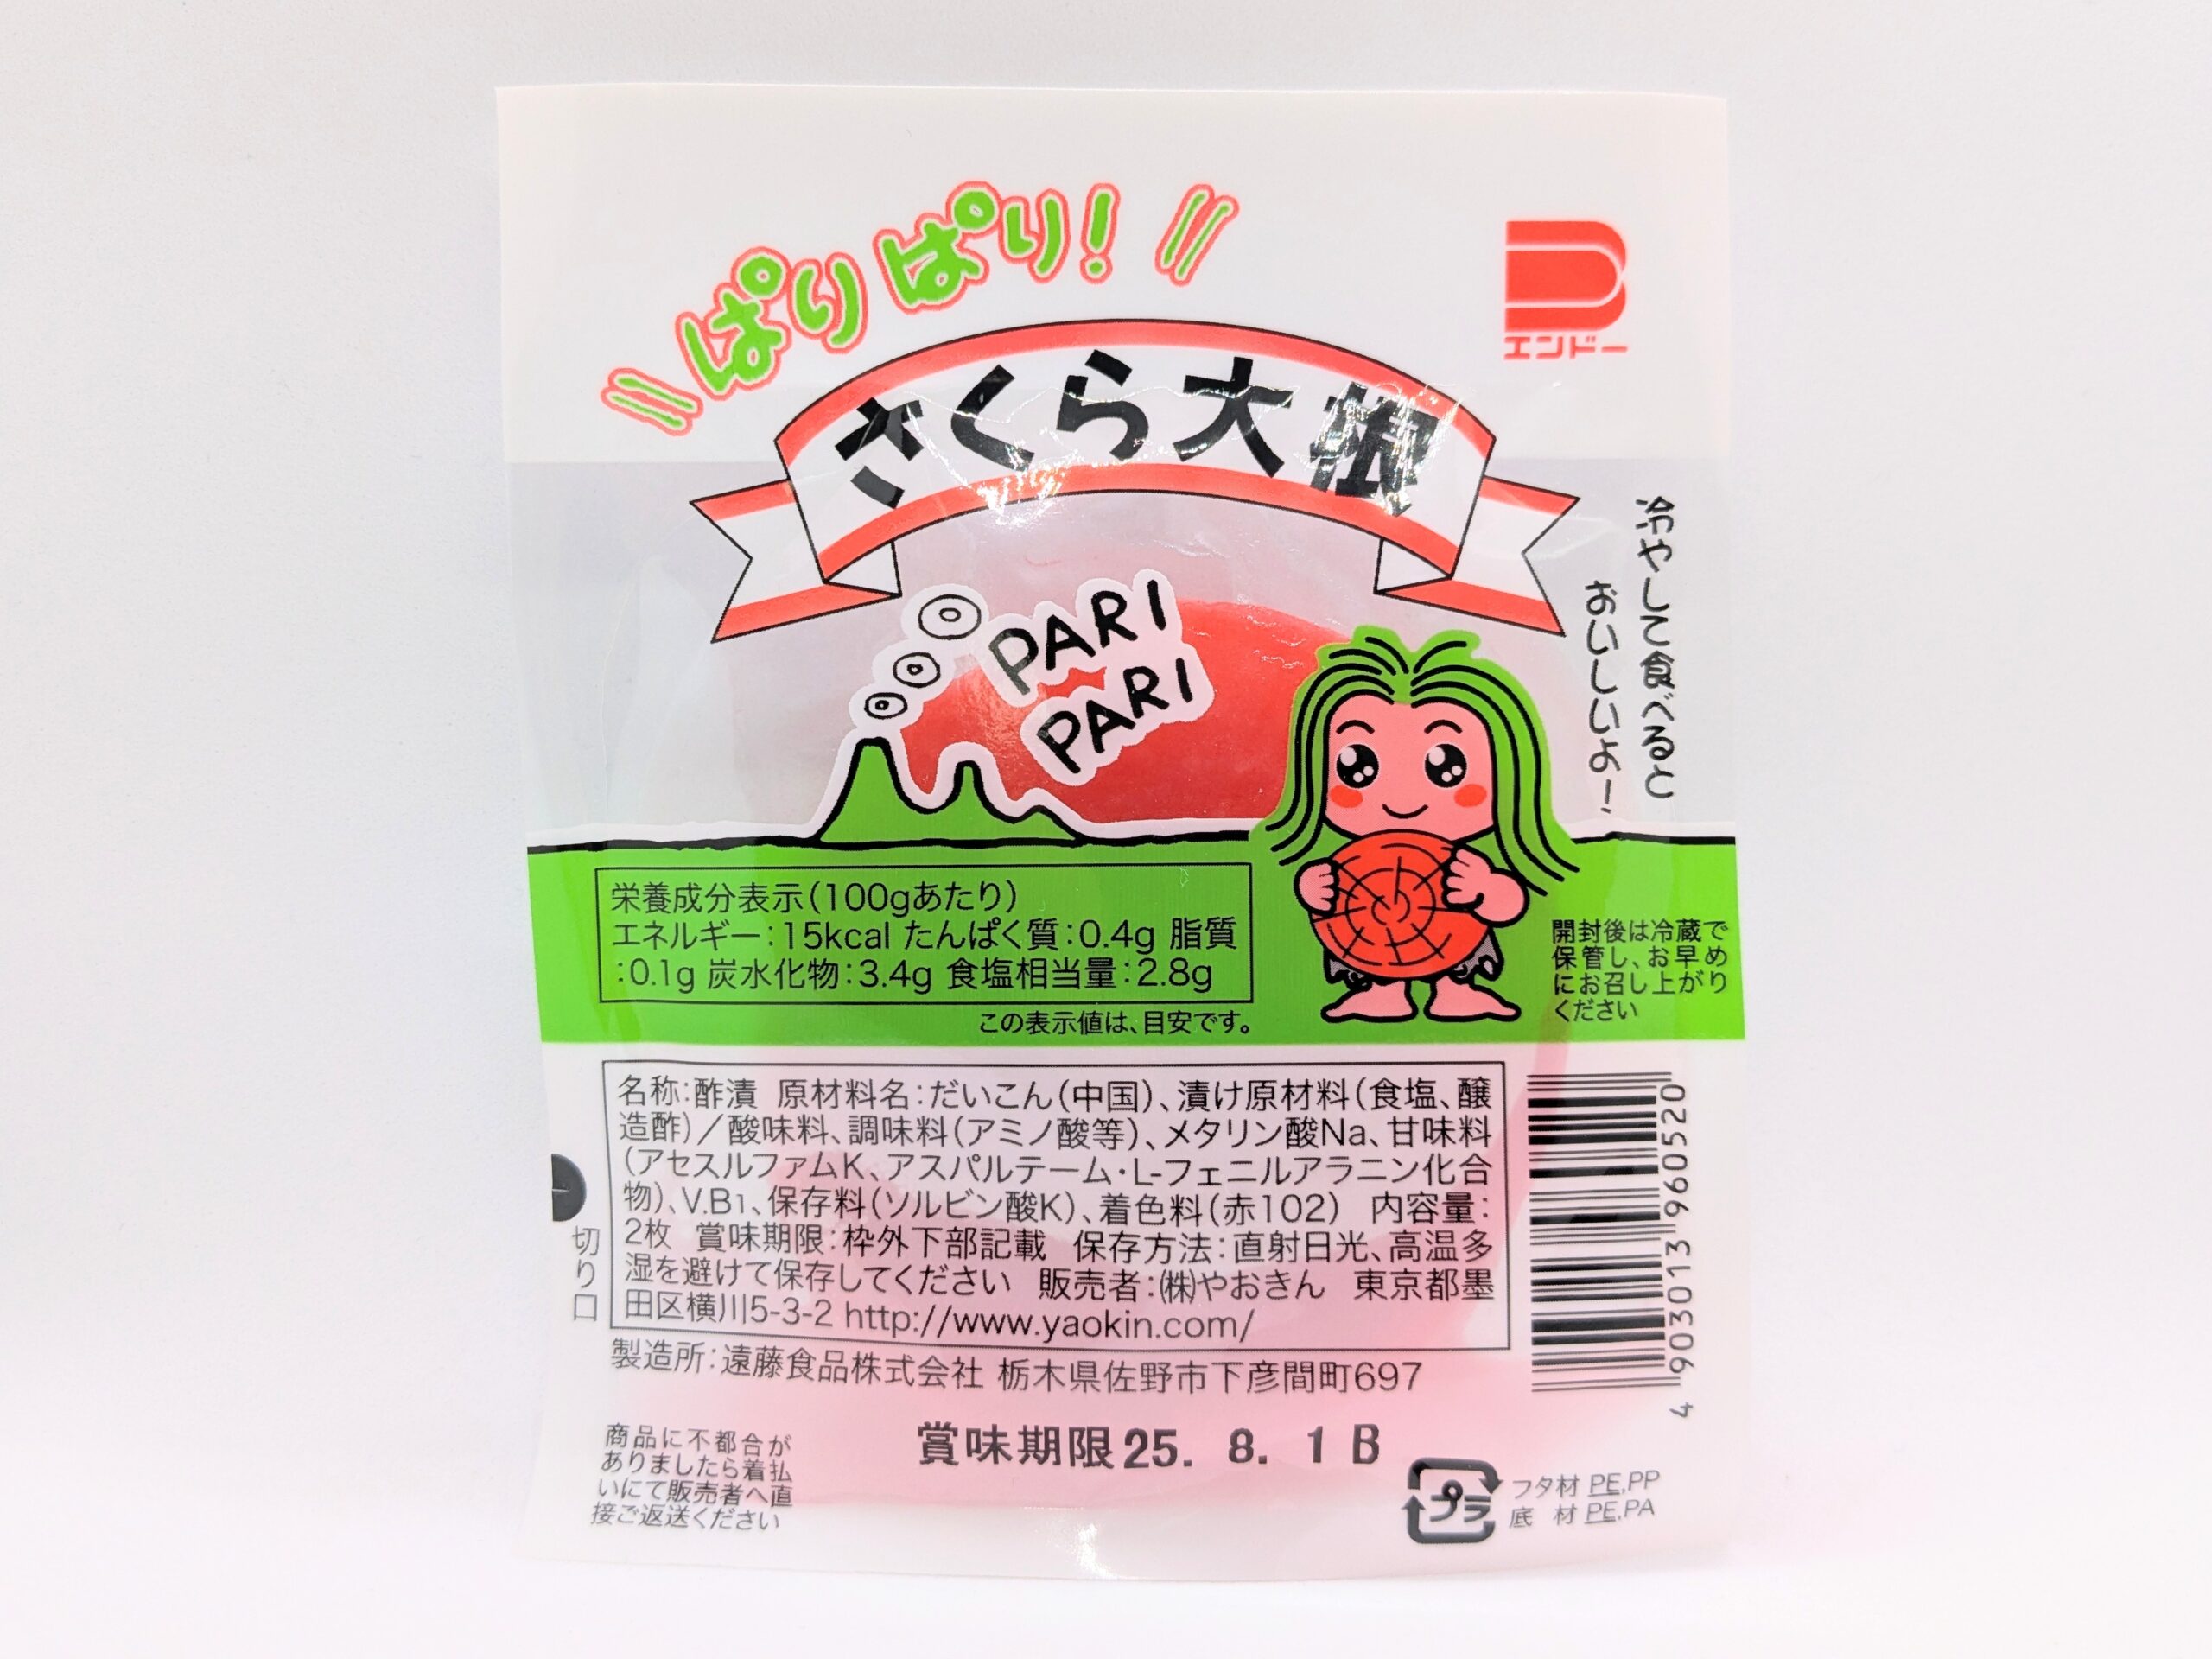 ぱりぱり!
エンドー
さくら大根
冷やして食べると
おいしいよ!
PARI
PARI
栄養成分表示(100gあたり)
エネルギー:15kcal たんぱく質:0.4g 脂質
:0.1g 炭水化物:3.4g 食塩相当量:2.8g
この表示値は、目安です。
開封後は冷蔵で
保管し、お早め
にお召し上がり
ください
名称:酢漬 原材料名:だいこん(中国)、漬け原材料(食塩、醸
造酢)/酸味料、調味料(アミノ酸等)、メタリン酸Na、甘味料
(アセスルファムK、アスパルテーム・L-フェニルアラニン化合
物)、V.B1、保存料(ソルビン酸K)、着色料(赤102) 内容量:
2枚 賞味期限:枠外下部記載 保存方法:直射日光、高温多
湿を避けて保存してください 販売者:㈱やおきん 東京都墨
田区横川5-3-2 http://www.yaokin.com/
切り口
製造所:遠藤食品株式会社 栃木県佐野市下彦間町697
4 903013 960520
商品に不都合が
ありましたら着払
いにて販売者へ直
接ご返送ください
賞味期限25. 8. 1 B
プラ
フタ材 PE,PP
底 材 PE,PA